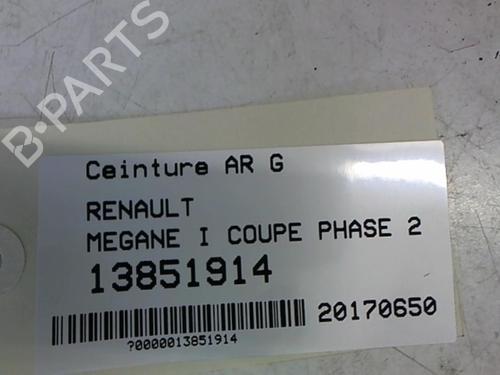 B-PARTS
Ceinture AR G
RENAULT
MEGANE I COUPE PHASE 2
13851914
20170650
?0000013851914